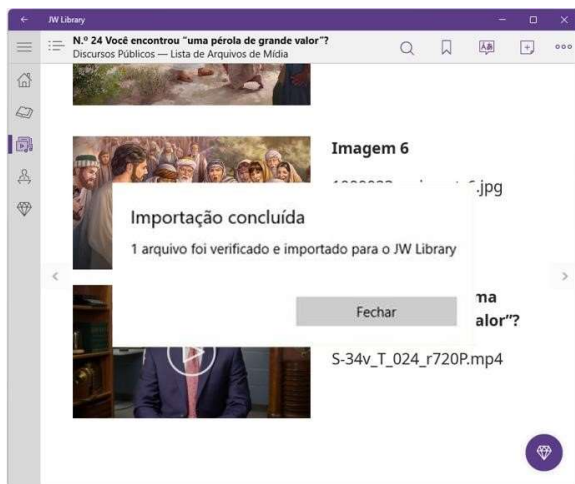 JW Library
N.º 24 Você encontrou "uma pérola de grande valor"?
Discursos Públicos — Lista de Arquivos de Mídia
Imagem 6
.jpg
Importação concluída
1 arquivo foi verificado e importado para o JW Library
Fechar
alor"?
S-34v_T_024_r720P.mp4